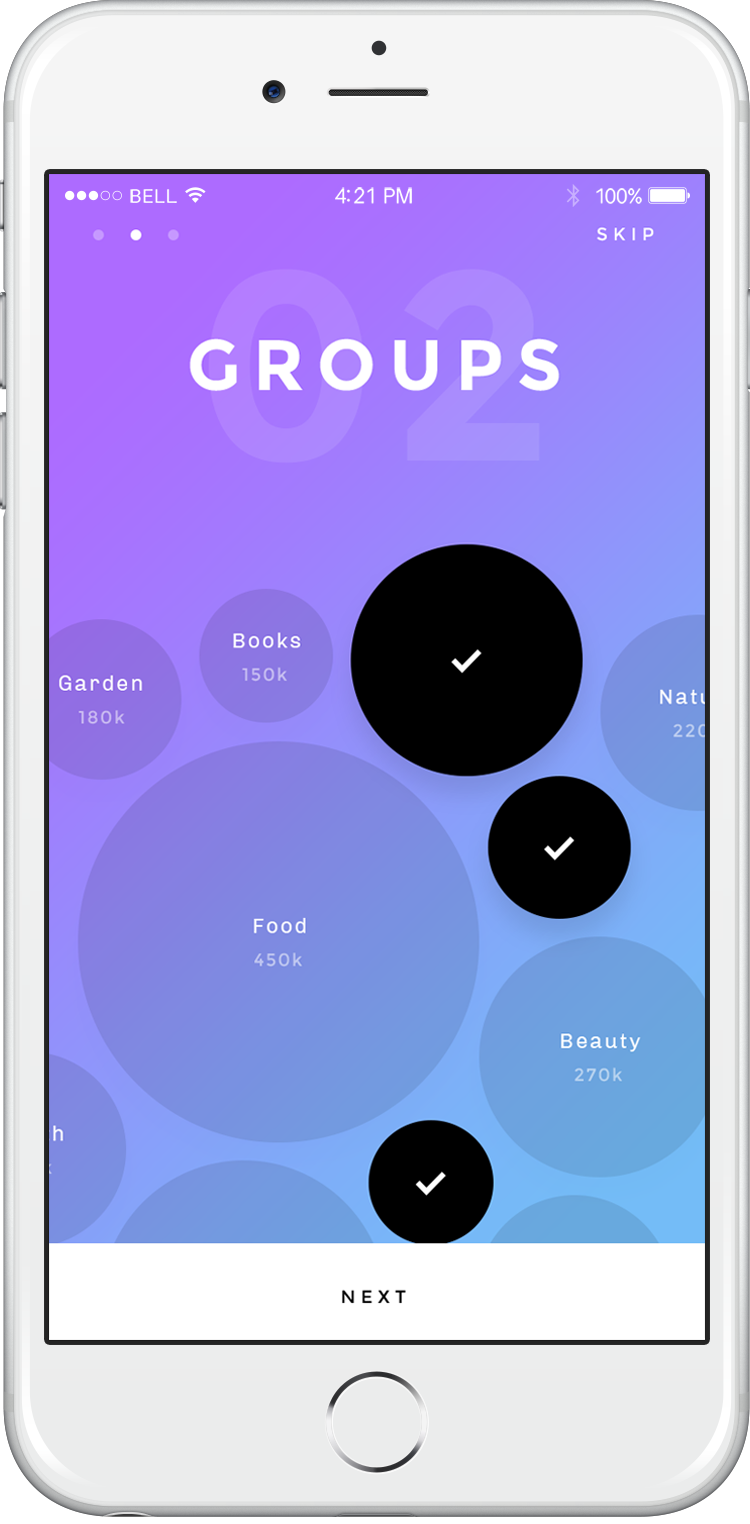 BELL 4:21 PM 100%
SKIP
02
GROUPS
Books
150k
Garden
180k
Natu
220
Food
450k
Beauty
270k
h
NEXT